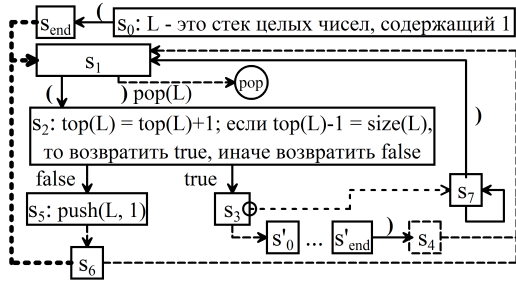 s_end ( s₀: L - это стек целых чисел, содержащий 1
s₁
( ) pop(L) pop
s₂: top(L) = top(L)+1; если top(L)-1 = size(L),
то возвратить true, иначе возвратить false
)
false true
s₅: push(L, 1) s₃ s₇
s'₀ ... s'_end ) s₄
s₆